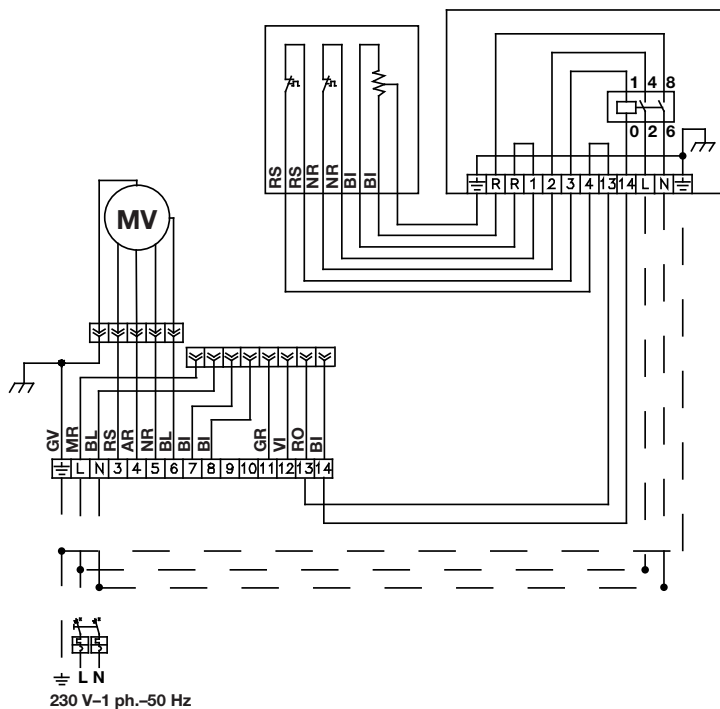 1 4 8
0 2 6
RS RS NR NR BI BI
R R 1 2 3 4 13 14 L N
MV
GV MR BL RS AR NR BL BI BI GR VI RO BI
L N 3 4 5 6 7 8 9 10 11 12 13 14
L N
230 V–1 ph.–50 Hz